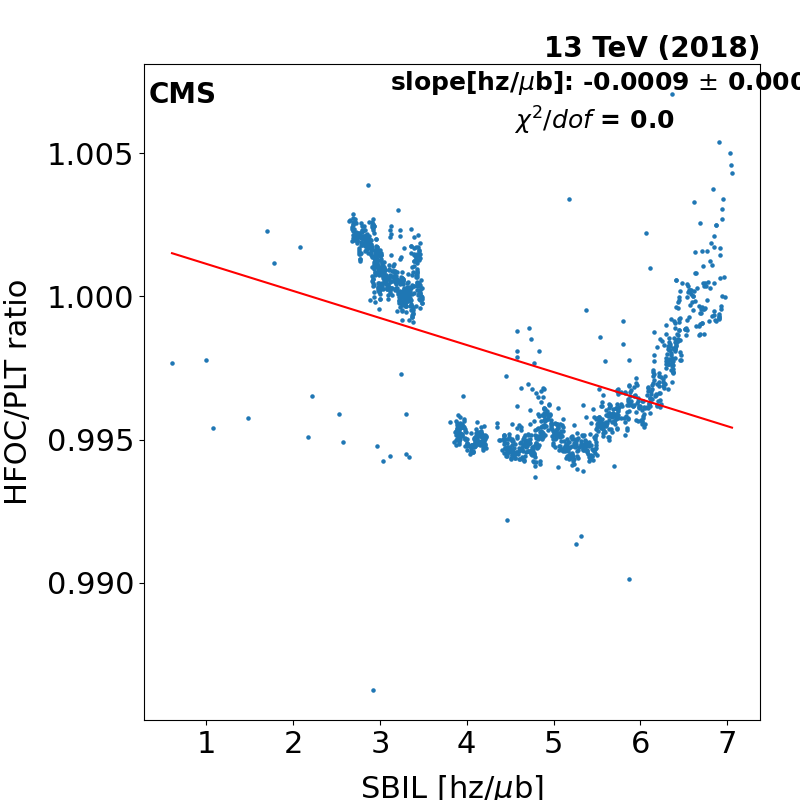 13 TeV (2018)
CMS
slope[hz/μb]: -0.0009 ± 0.000
χ²/dof = 0.0
1.005
1.000
0.995
0.990
HFOC/PLT ratio
1 2 3 4 5 6 7
SBIL [hz/μb]